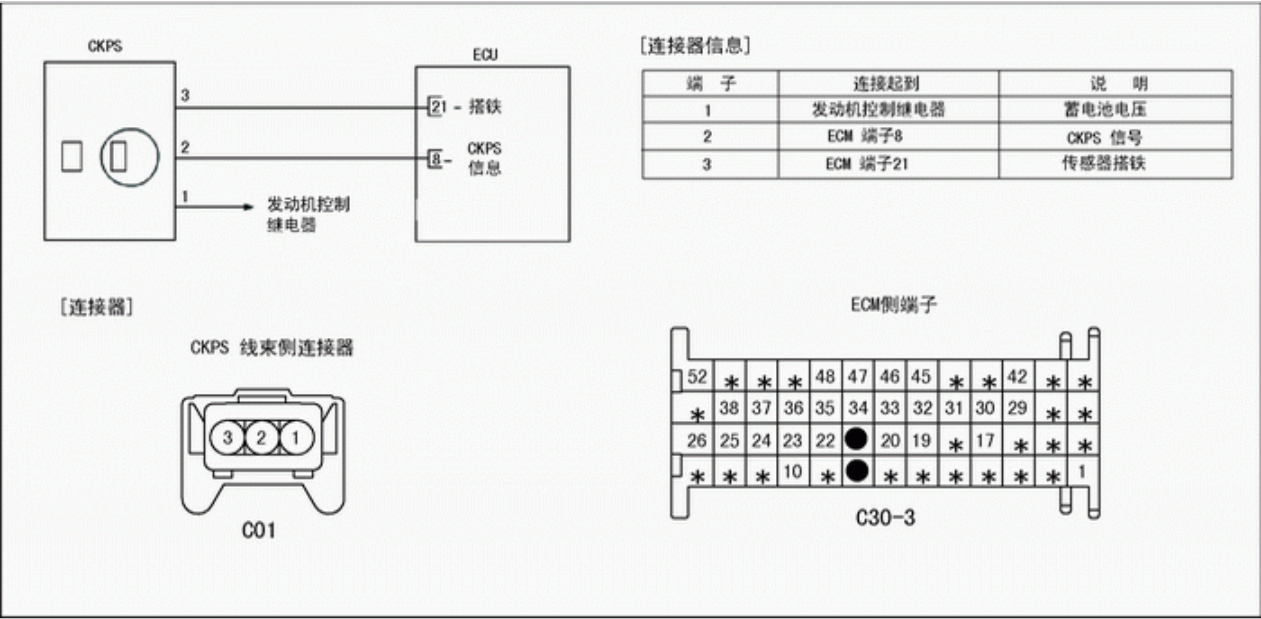 CKPS
ECU
3
21 - 搭铁
2
8 - CKPS
信息
1
发动机控制
继电器
[连接器信息]
端 子 连接起到 说 明
1 发动机控制继电器 蓄电池电压
2 ECM 端子8 CKPS 信号
3 ECM 端子21 传感器搭铁
[连接器]
CKPS 线束侧连接器
3 2 1
C01
ECM侧端子
52 * * * 48 47 46 45 * * 42 * *
* 38 37 36 35 34 33 32 31 30 29 * *
26 25 24 23 22 ● 20 19 * 17 * * *
* * * 10 * ● * * * * * * 1
C30-3